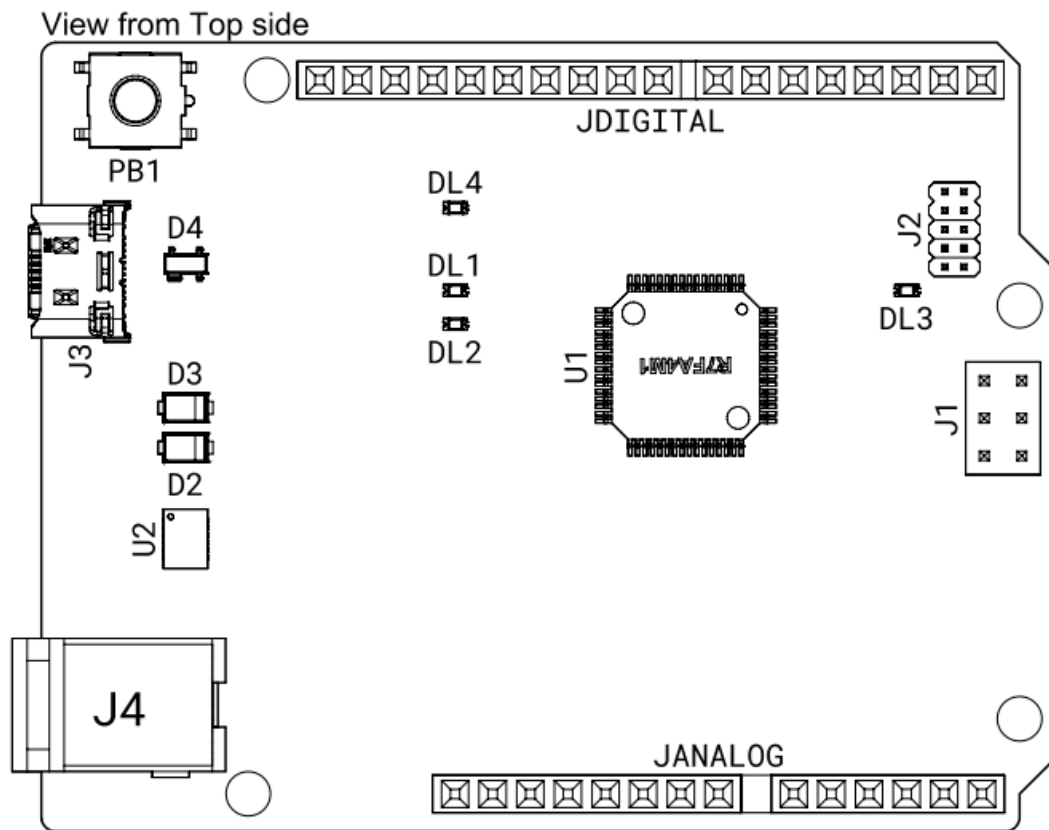 View from Top side
JDIGITAL
PB1
DL4
J2
D4
DL1
DL3
J3
DL2
U1
R7FA4M1
D3
J1
D2
U2
J4
JANALOG